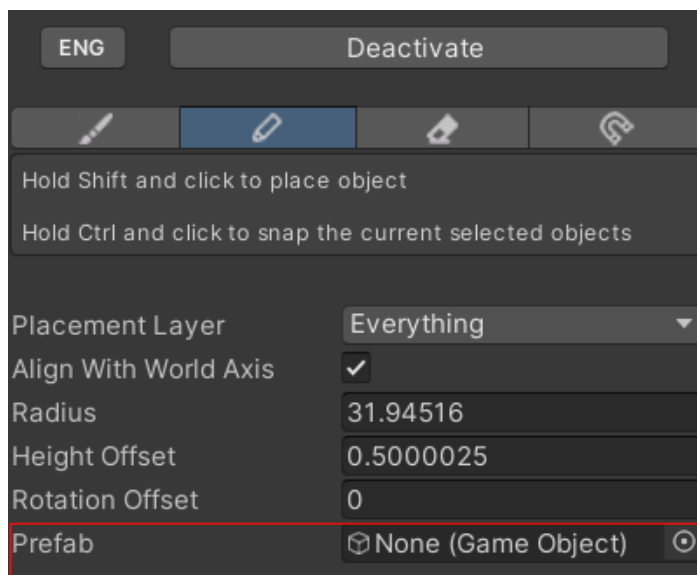 ENG
Deactivate
Hold Shift and click to place object
Hold Ctrl and click to snap the current selected objects
Placement Layer Everything
Align With World Axis
Radius 31.94516
Height Offset 0.5000025
Rotation Offset 0
Prefab None (Game Object)